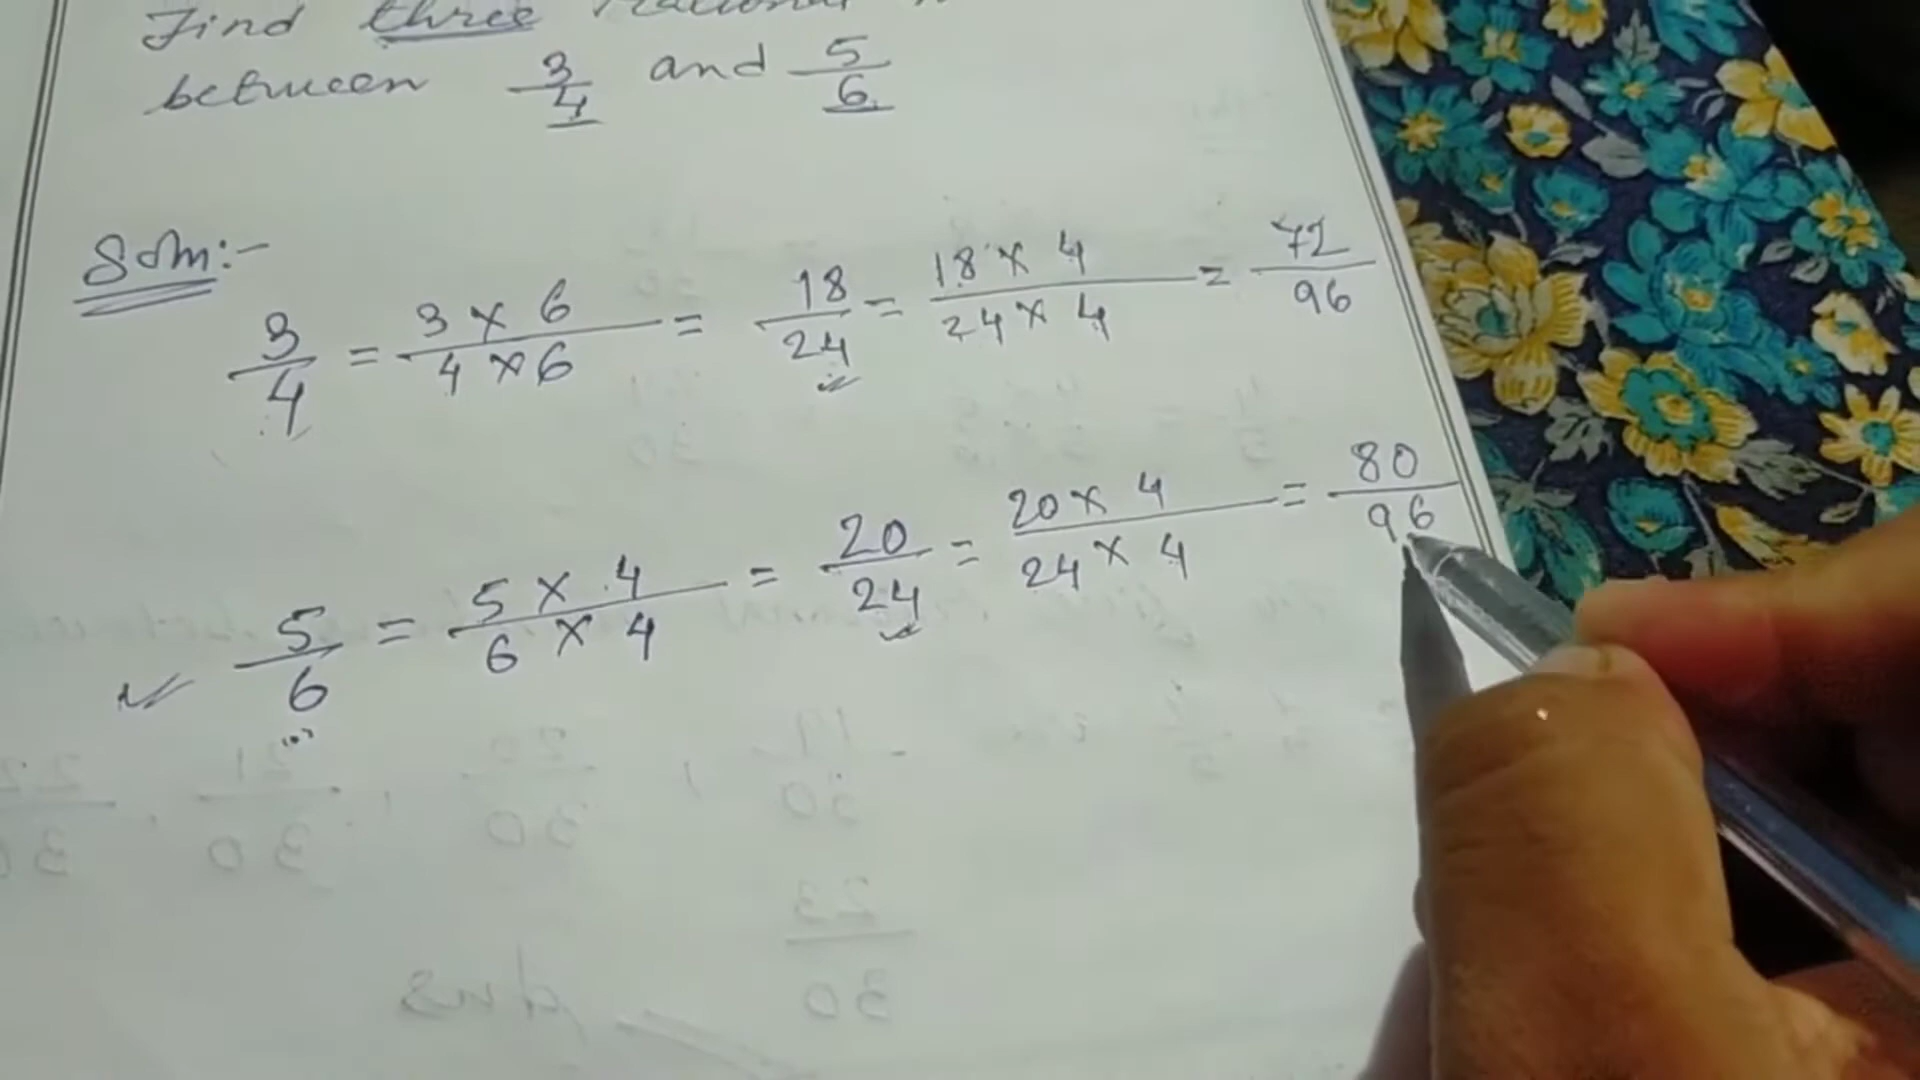 Find three rational
between 3/4 and 5/6
Soln:-
3/4 = 3 × 6 / 4 × 6 = 18/24 = 18 × 4 / 24 × 4 = 72/96
5/6 = 5 × 4 / 6 × 4 = 20/24 = 20 × 4 / 24 × 4 = 80/96